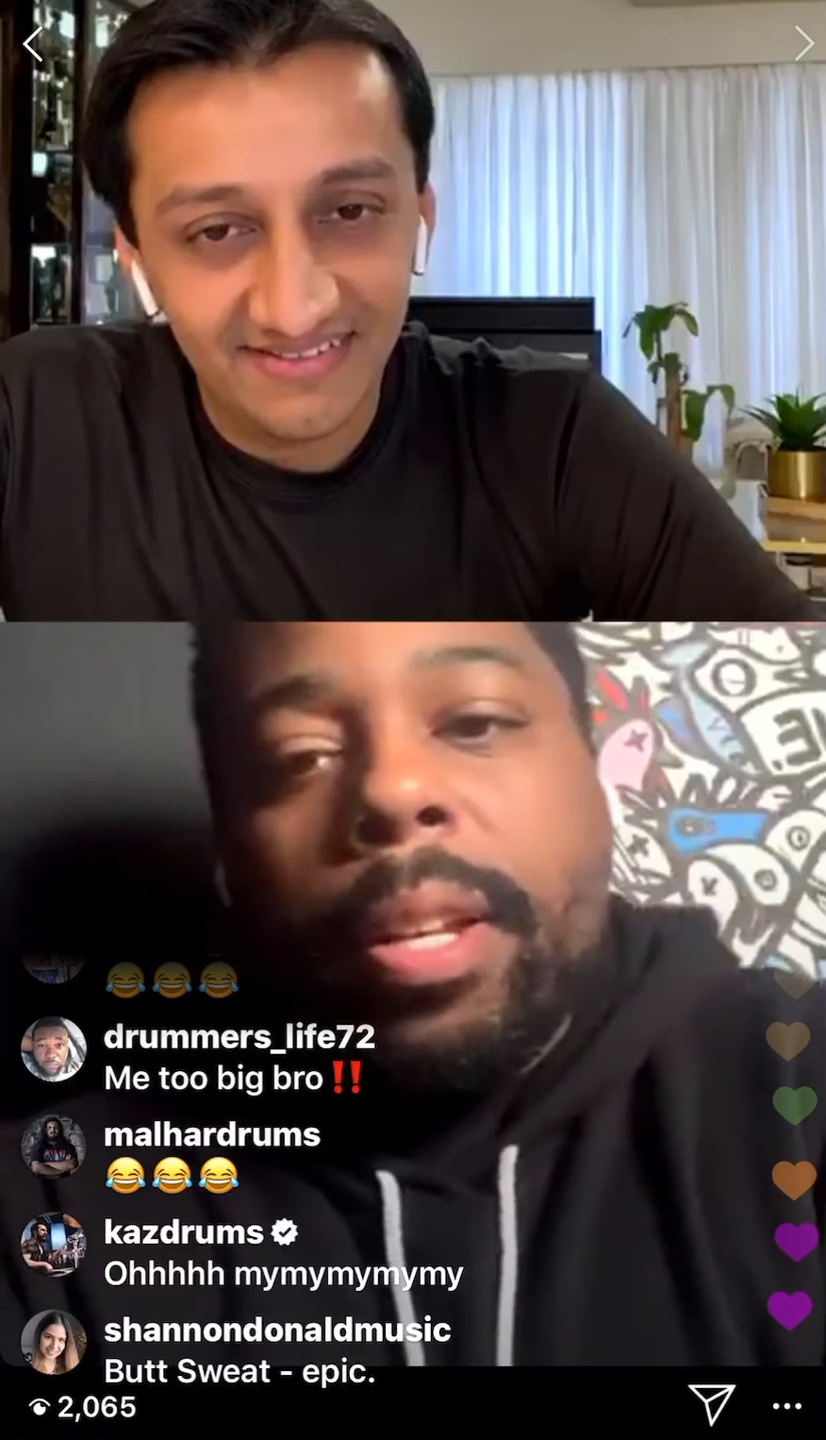 😂😂😂
drummers_life72
Me too big bro‼️
malhardrums
😂😂😂
kazdrums
Ohhhhh mymymymymy
shannondonaldmusic
Butt Sweat - epic.
2,065